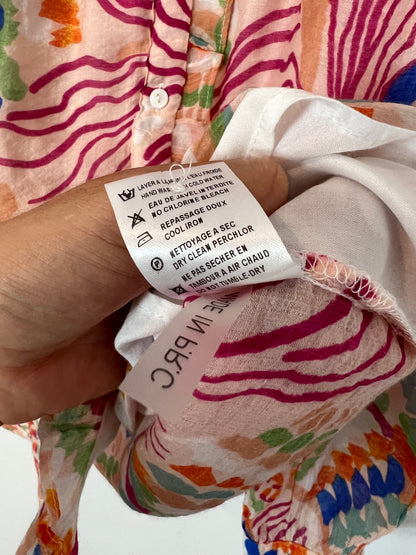 LAVER A LA MAIN A L'EAU FROIDE
HAND WASH COLD WATER
EAU DE JAVEL INTERDITE
NO CHLORINE BLEACH
REPASSAGE DOUX
COOL IRON
NETTOYAGE A SEC
DRY CLEAN PERCHLOR
NE PAS SECHER EN
TAMBOUR A AIR CHAUD
DO NOT TUMBLE-DRY
MADE IN P.R.C